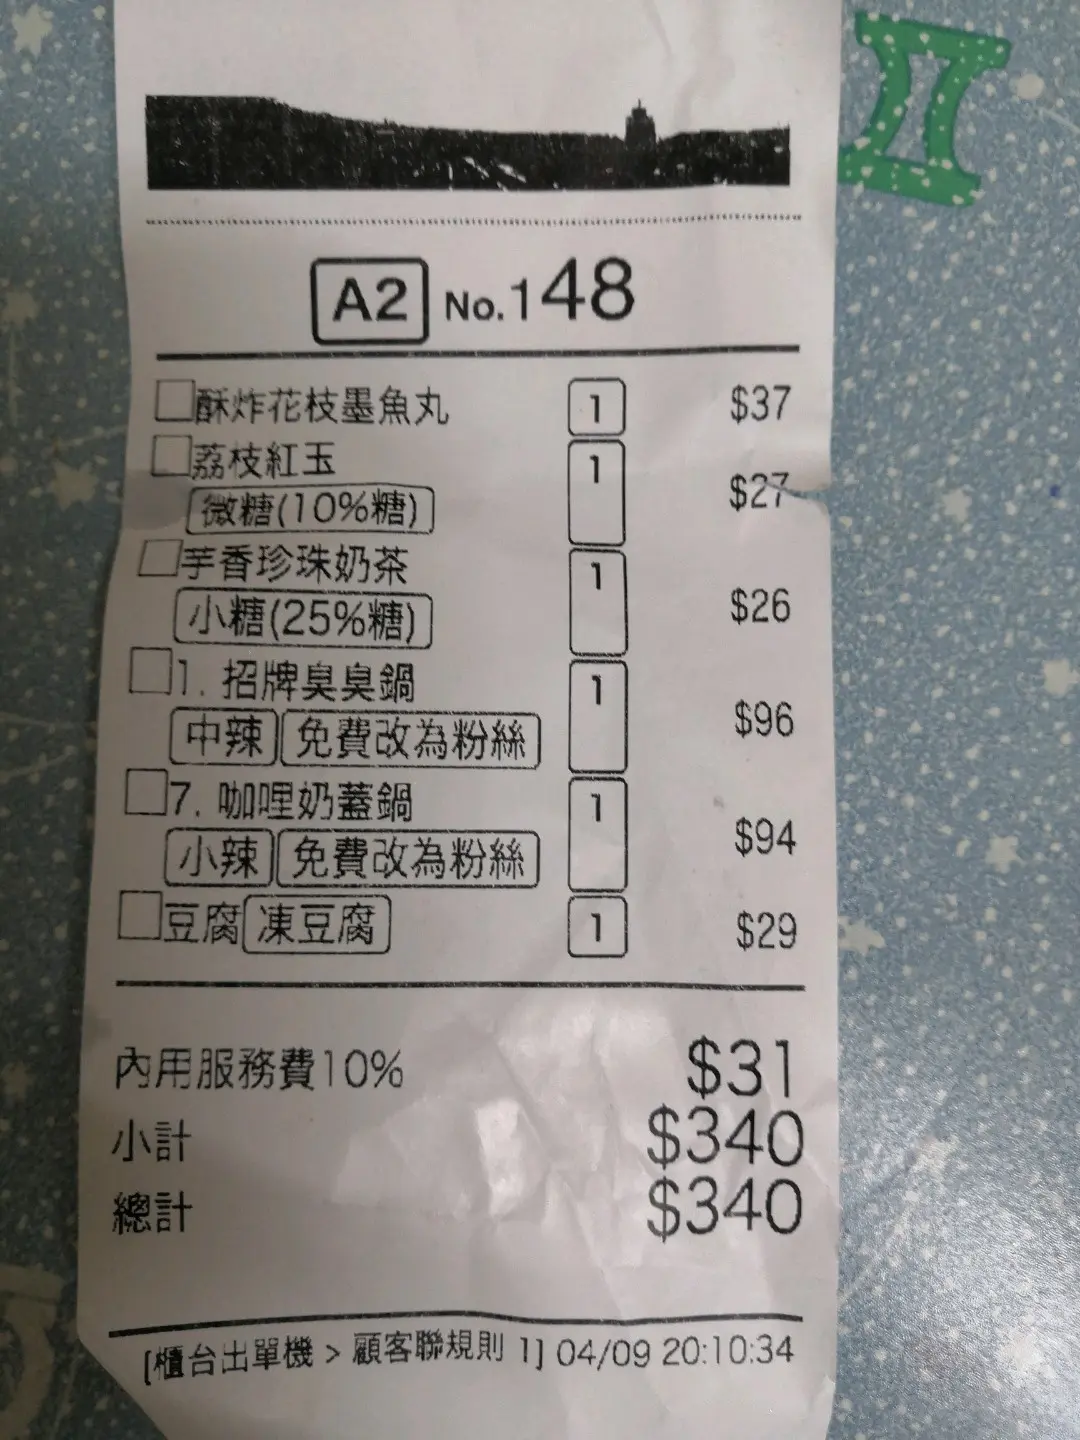 A2 No.148
酥炸花枝墨魚丸 1 $37
荔枝紅玉 1 $27
微糖(10%糖)
芋香珍珠奶茶 1 $26
小糖(25%糖)
1. 招牌臭臭鍋 1 $96
中辣 免費改為粉絲
7. 咖哩奶蓋鍋 1 $94
小辣 免費改為粉絲
豆腐 凍豆腐 1 $29
內用服務費10% $31
小計 $340
總計 $340
[櫃台出單機 > 顧客聯規則 1] 04/09 20:10:34